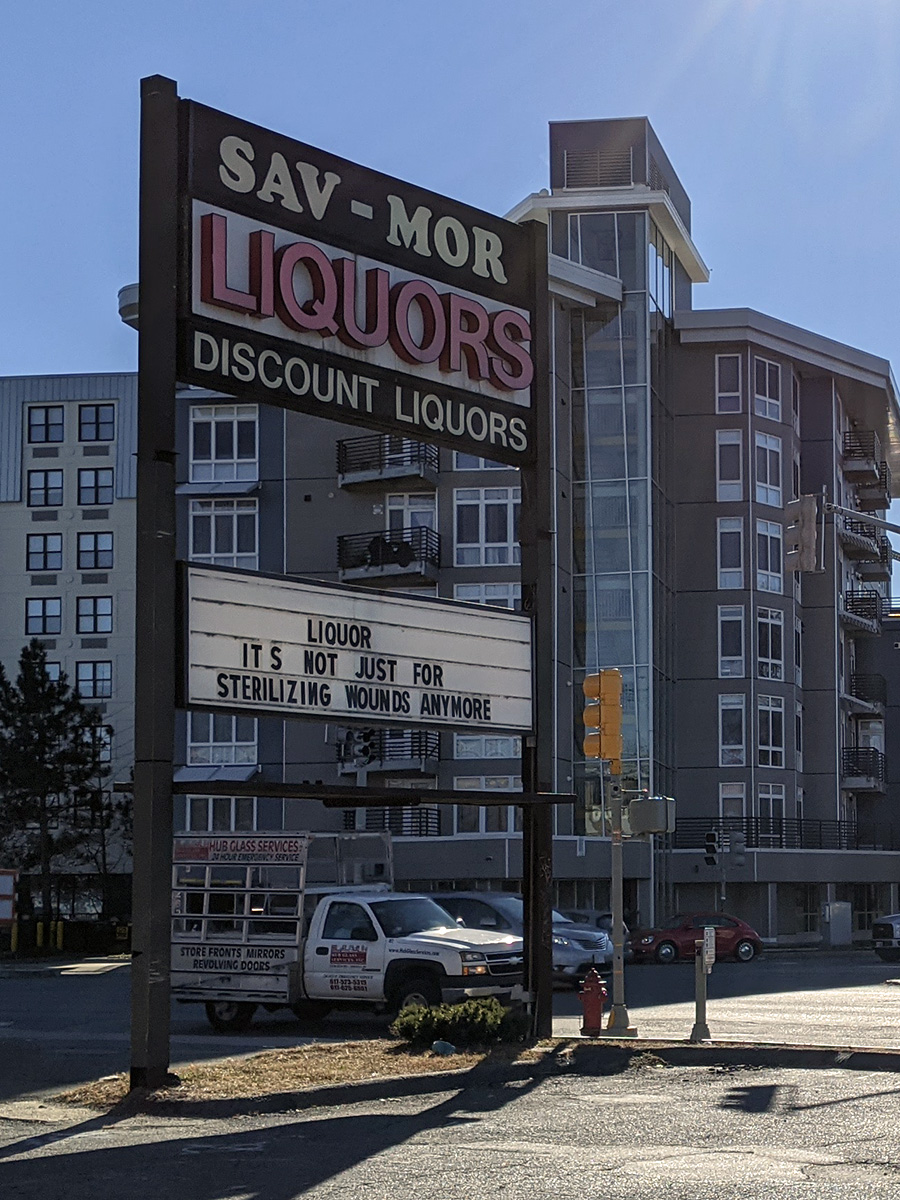 SAV-MOR
LIQUORS
DISCOUNT LIQUORS
LIQUOR
IT S NOT JUST FOR
STERILIZING WOUNDS ANYMORE
HUB GLASS SERVICES
24 HOUR EMERGENCY SERVICE
STORE FRONTS MIRRORS
REVOLVING DOORS